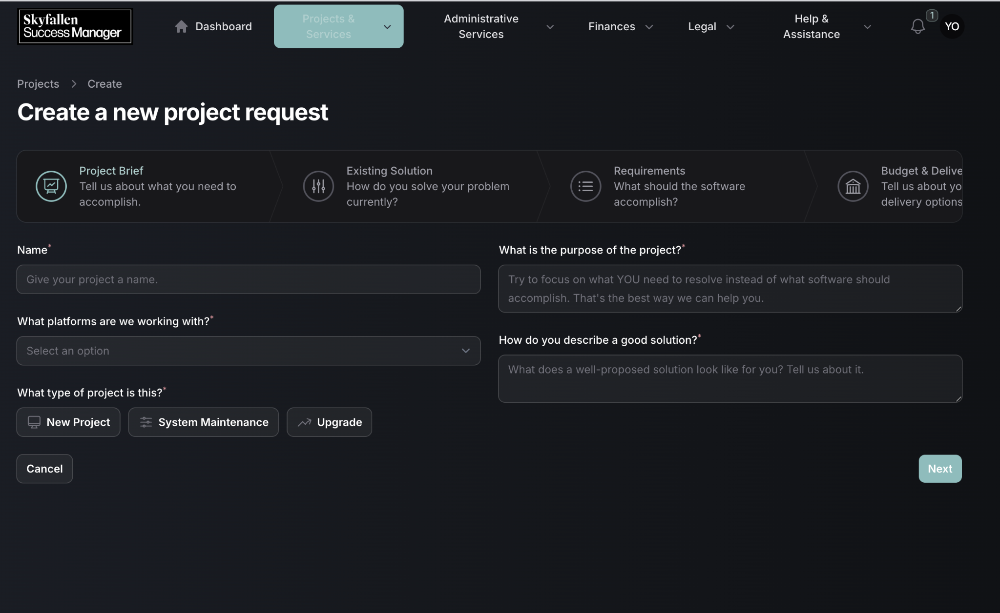 Skyfallen
Success Manager
Dashboard
Projects &
Services
Administrative
Services
Finances
Legal
Help &
Assistance
1
YO
Projects
Create
Create a new project request
Project Brief
Tell us about what you need to
accomplish.
Existing Solution
How do you solve your problem
currently?
Requirements
What should the software
accomplish?
Budget & Delive
Tell us about yo
delivery options
Name*
Give your project a name.
What platforms are we working with?*
Select an option
What type of project is this?*
New Project
System Maintenance
Upgrade
What is the purpose of the project?*
Try to focus on what YOU need to resolve instead of what software should
accomplish. That's the best way we can help you.
How do you describe a good solution?*
What does a well-proposed solution look like for you? Tell us about it.
Cancel
Next